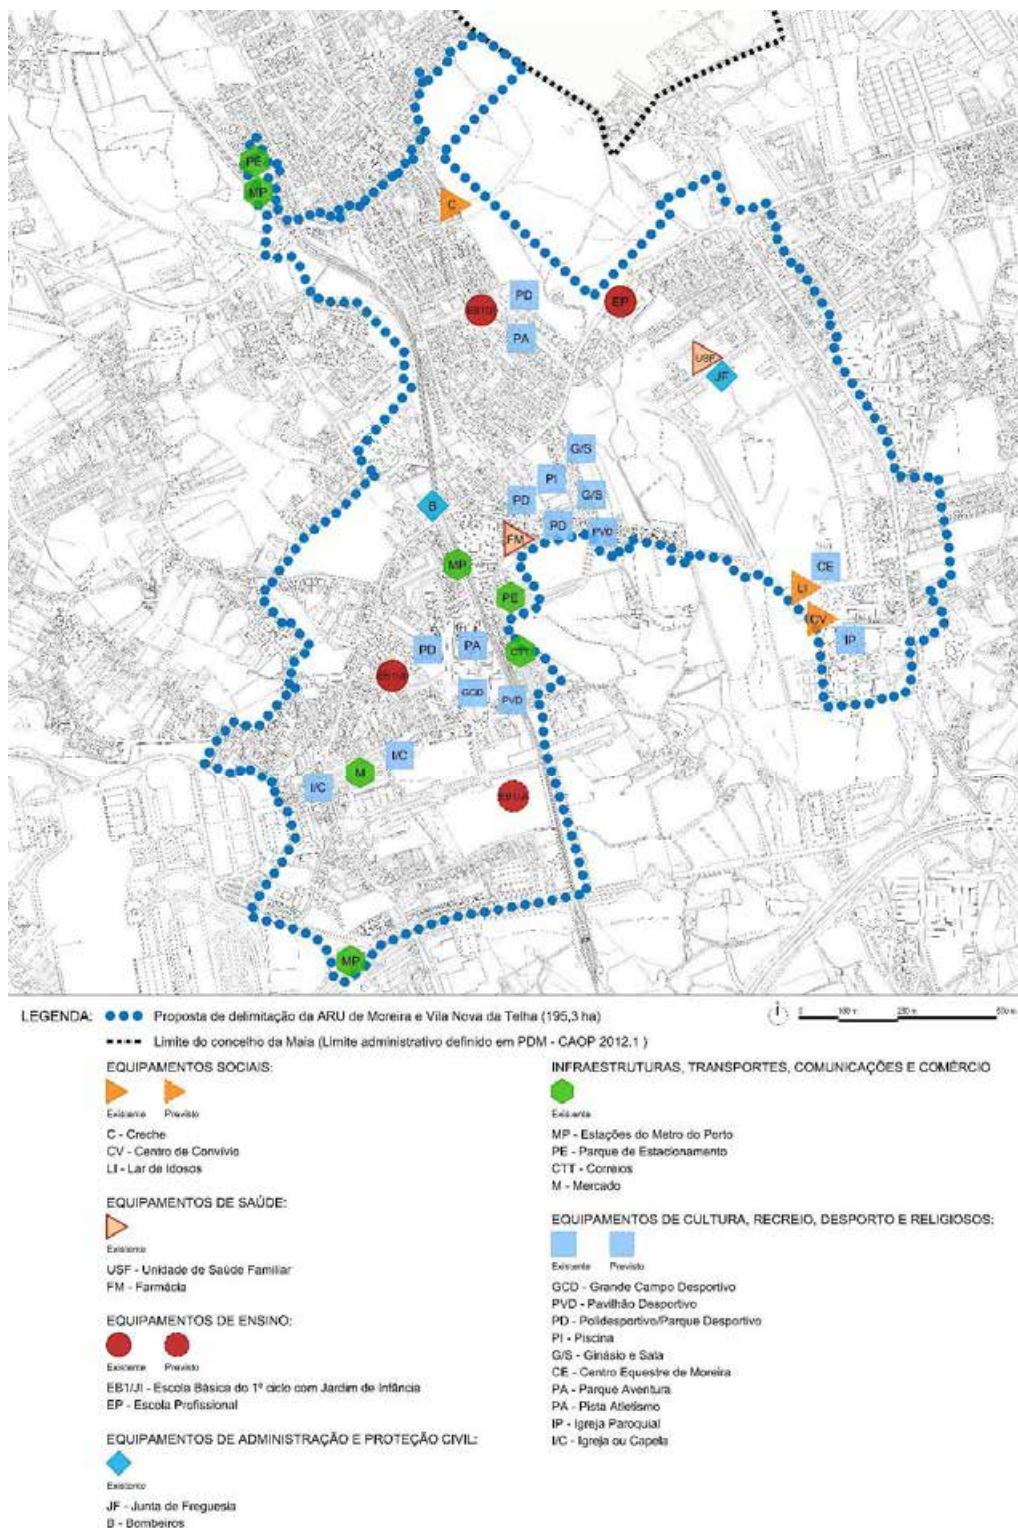 PE
MP
C
PD
EB1/JI
EP
PA
USF
JF
G/S
PI
G/S
PD
B
PD
PVD
FM
MP
CE
LI
PE
CV
IP
PD
PA
CTT
GCD
PVD
I/C
M
I/C
MP
LEGENDA:
Proposta de delimitação da ARU de Moreira e Vila Nova da Telha (195,3 ha)
0 100 m 250 m 500 m
Limite do concelho da Maia (Limite administrativo definido em PDM - CAOP 2012.1 )
EQUIPAMENTOS SOCIAIS:
Existente Previsto
C - Creche
CV - Centro de Convívio
LI - Lar de Idosos
EQUIPAMENTOS DE SAÚDE:
Existente
USF - Unidade de Saúde Familiar
FM - Farmácia
EQUIPAMENTOS DE ENSINO:
Existente Previsto
EB1/JI - Escola Básica do 1º ciclo com Jardim de Infância
EP - Escola Profissional
EQUIPAMENTOS DE ADMINISTRAÇÃO E PROTEÇÃO CIVIL:
Existente
JF - Junta de Freguesia
B - Bombeiros
INFRAESTRUTURAS, TRANSPORTES, COMUNICAÇÕES E COMÉRCIO
Existente
MP - Estações do Metro do Porto
PE - Parque de Estacionamento
CTT - Correios
M - Mercado
EQUIPAMENTOS DE CULTURA, RECREIO, DESPORTO E RELIGIOSOS:
Existente Previsto
GCD - Grande Campo Desportivo
PVD - Pavilhão Desportivo
PD - Polidesportivo/Parque Desportivo
PI - Piscina
G/S - Ginásio e Sala
CE - Centro Equestre de Moreira
PA - Parque Aventura
PA - Pista Atletismo
IP - Igreja Paroquial
I/C - Igreja ou Capela